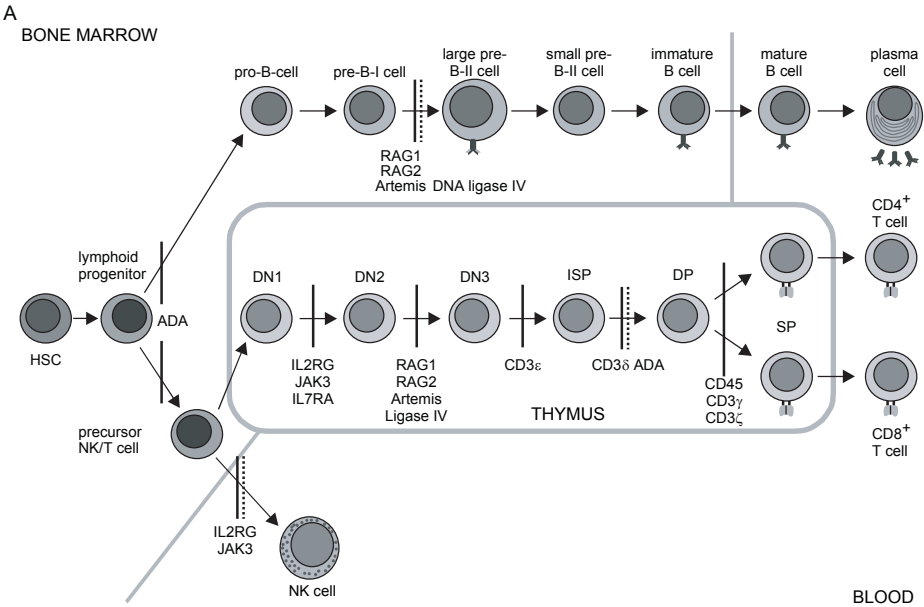 A
BONE MARROW
pro-B-cell
pre-B-I cell
large pre-
B-II cell
small pre-
B-II cell
immature
B cell
mature
B cell
plasma
cell
RAG1
RAG2
Artemis DNA ligase IV
CD4+
T cell
lymphoid
progenitor
ADA
HSC
DN1
DN2
DN3
ISP
DP
SP
IL2RG
JAK3
IL7RA
RAG1
RAG2
Artemis
Ligase IV
CD3ε
CD3δ ADA
CD45
CD3γ
CD3ζ
THYMUS
precursor
NK/T cell
CD8+
T cell
IL2RG
JAK3
NK cell
BLOOD